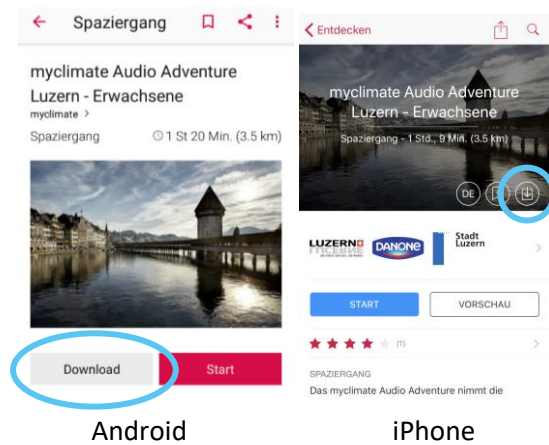 Spaziergang
myclimate Audio Adventure
Luzern - Erwachsene
myclimate >
Spaziergang 1 St 20 Min. (3.5 km)
Download
Start
Android
Entdecken
myclimate Audio Adventure
Luzern - Erwachsene
Spaziergang - 1 Std., 9 Min. (3.5 km)
DE
LUZERN
LUCERNE
DANONE
Stadt
Luzern
START
VORSCHAU
(1)
SPAZIERGANG
Das myclimate Audio Adventure nimmt die
iPhone